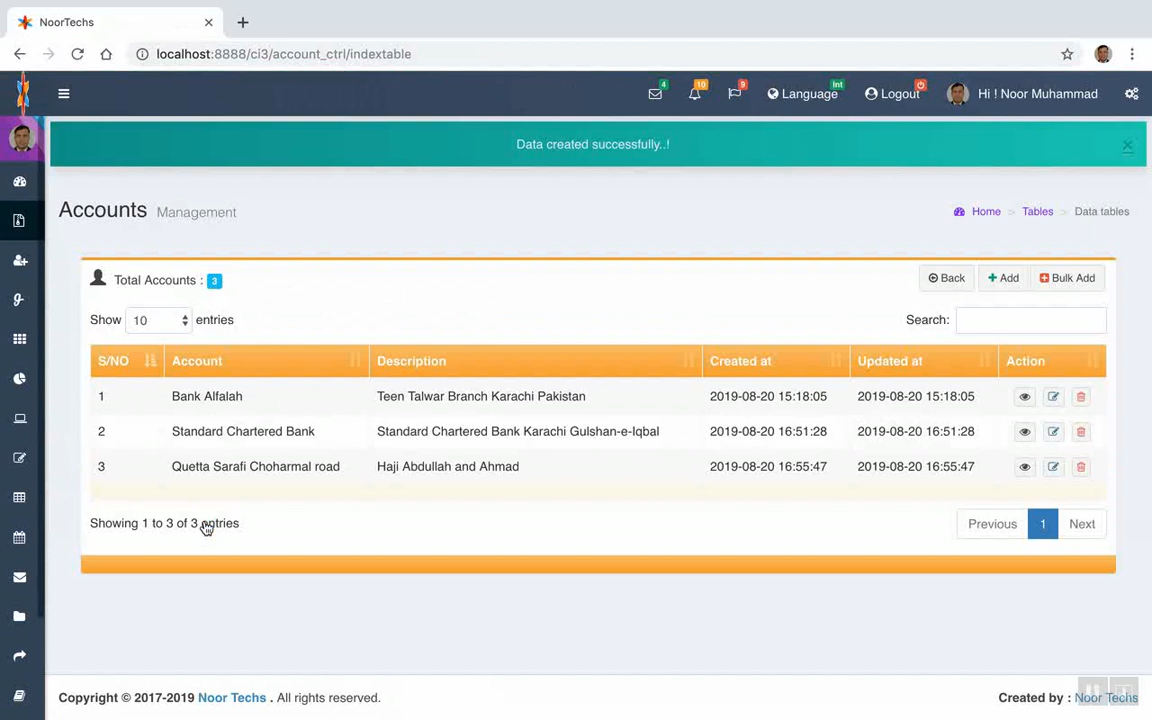 NoorTechs
localhost:8888/ci3/account_ctrl/indextable
4 10 9 Language Int Logout Hi ! Noor Muhammad
Data created successfully..! ×
Accounts Management
Home > Tables > Data tables
Total Accounts : 3
Back Add Bulk Add
Show 10 entries
Search:
S/NO Account Description Created at Updated at Action
1 Bank Alfalah Teen Talwar Branch Karachi Pakistan 2019-08-20 15:18:05 2019-08-20 15:18:05
2 Standard Chartered Bank Standard Chartered Bank Karachi Gulshan-e-Iqbal 2019-08-20 16:51:28 2019-08-20 16:51:28
3 Quetta Sarafi Choharmal road Haji Abdullah and Ahmad 2019-08-20 16:55:47 2019-08-20 16:55:47
Showing 1 to 3 of 3 entries
Previous 1 Next
Copyright © 2017-2019 Noor Techs . All rights reserved.
Created by : Noor Techs